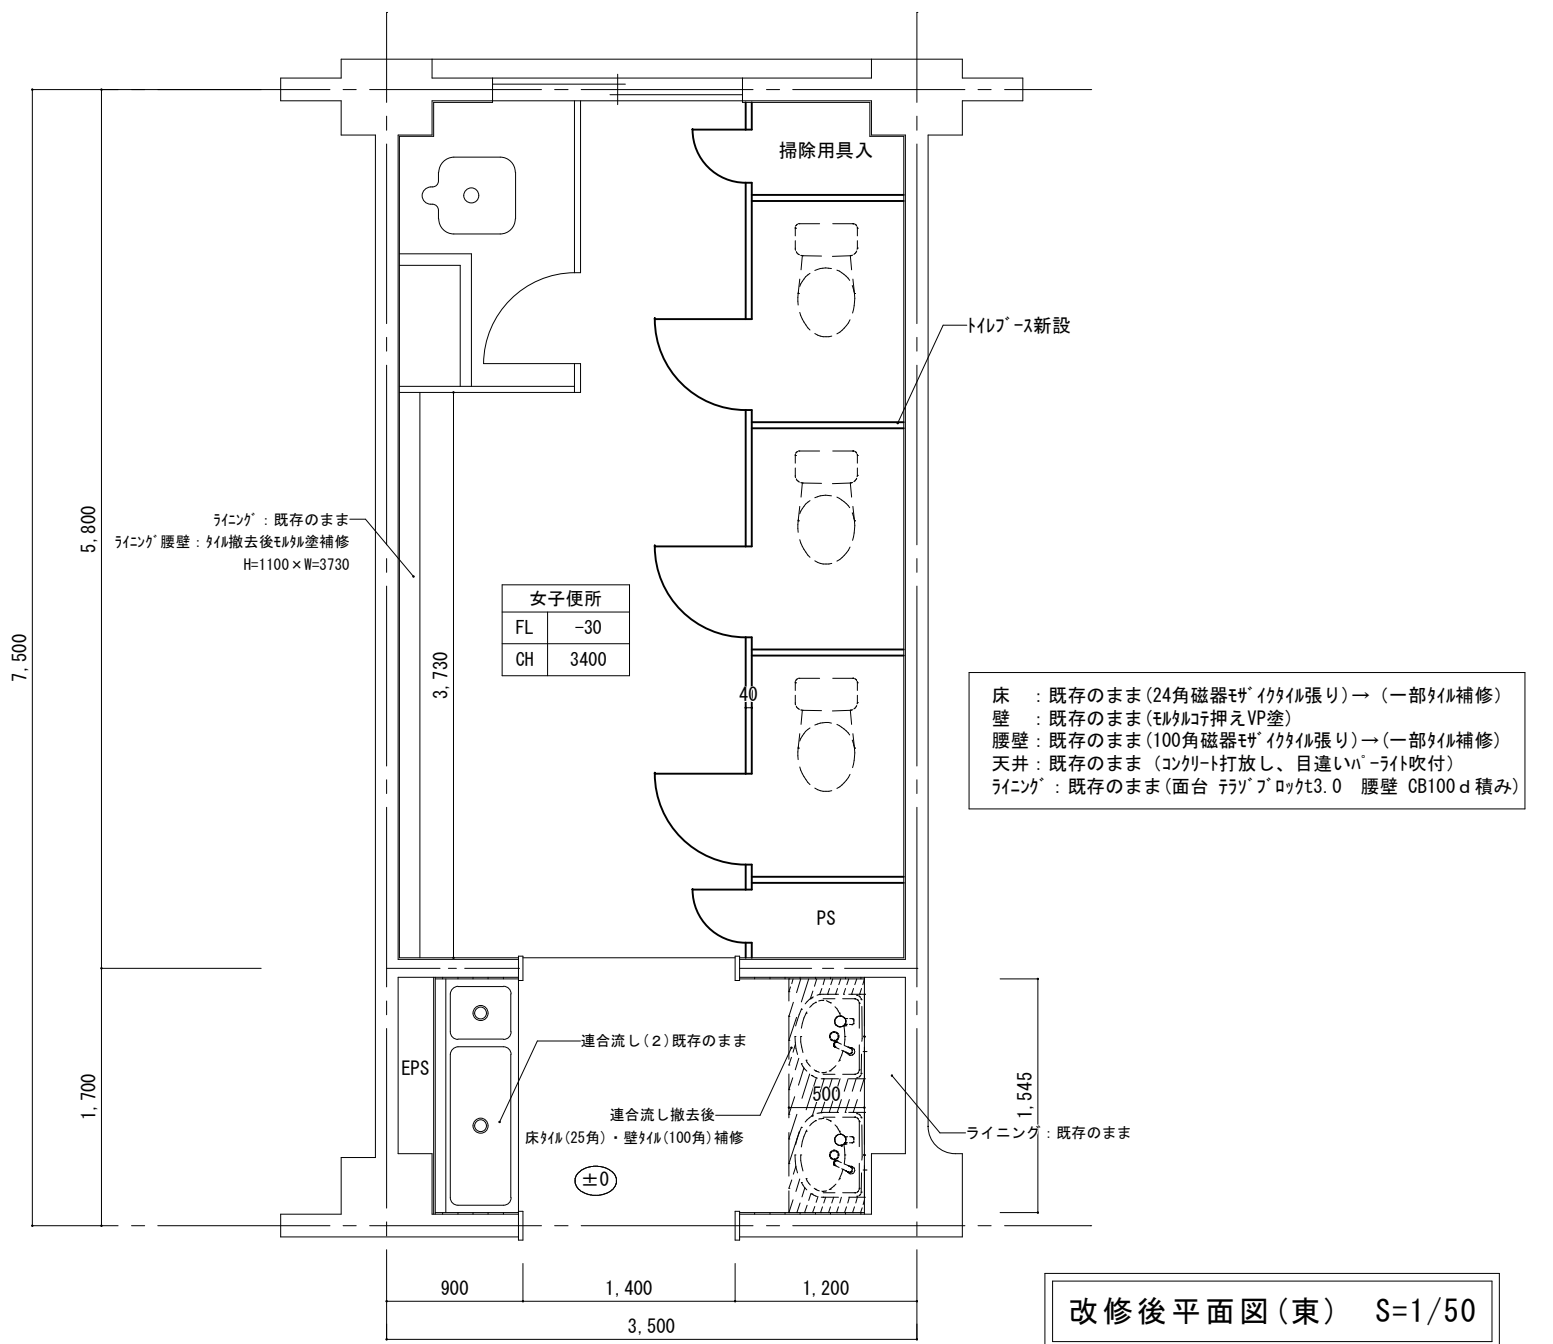 掃除用具入
ﾄｲﾚﾌﾞｰｽ新設
5,800
7,500
ﾗｲﾆﾝｸﾞ：既存のまま
ﾗｲﾆﾝｸﾞ腰壁：ﾀｲﾙ撤去後ﾓﾙﾀﾙ塗補修
H=1100×W=3730
女子便所
FL -30
CH 3400
3,730
40
床　：既存のまま(24角磁器ﾓｻﾞｲｸﾀｲﾙ張り)→（一部ﾀｲﾙ補修)
壁　：既存のまま(ﾓﾙﾀﾙｺﾃ押えVP塗)
腰壁：既存のまま(100角磁器ﾓｻﾞｲｸﾀｲﾙ張り)→(一部ﾀｲﾙ補修)
天井：既存のまま（ｺﾝｸﾘｰﾄ打放し、目違いﾊﾟｰﾗｲﾄ吹付)
ﾗｲﾆﾝｸﾞ：既存のまま(面台 ﾃﾗｿﾞﾌﾞﾛｯｸt3.0　腰壁 CB100ｄ積み)
PS
1,700
EPS
連合流し(２)既存のまま
500
1,545
連合流し撤去後
床ﾀｲﾙ(25角)・壁ﾀｲﾙ(100角)補修
ライニング：既存のまま
±0
900
1,400
1,200
3,500
改修後平面図(東)　S=1/50